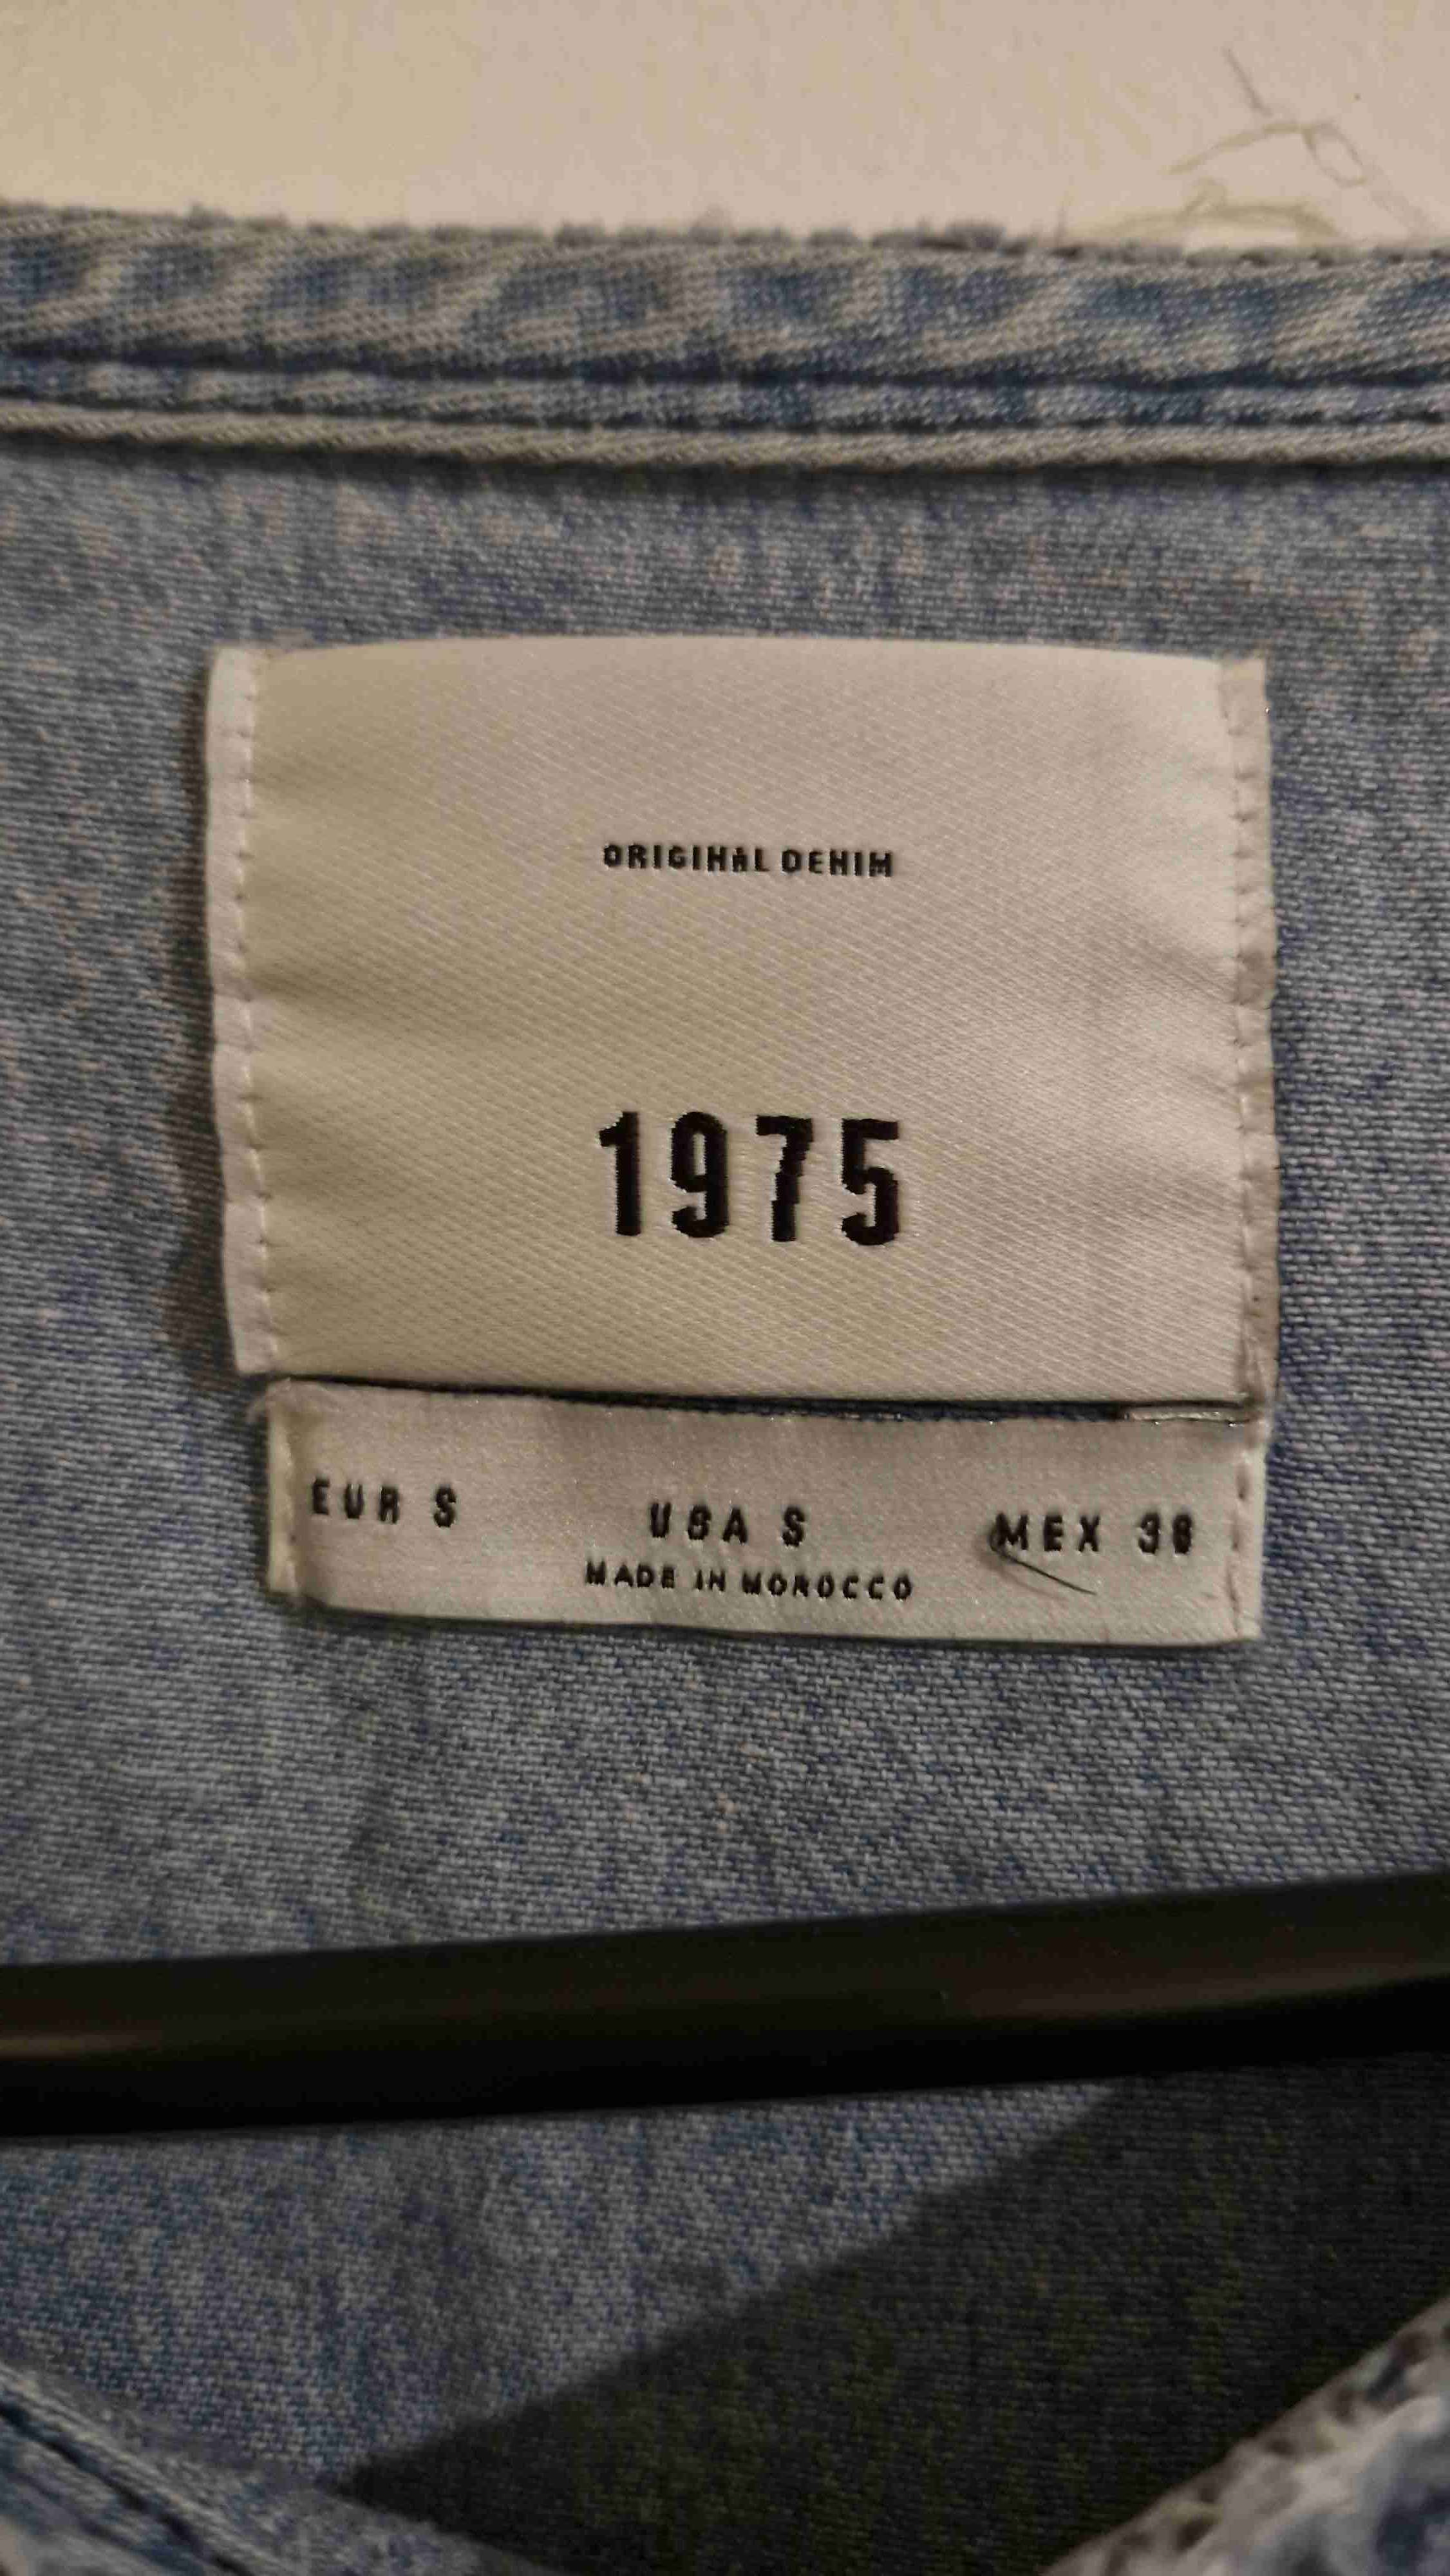 ORIGINAL DENIM
1975
EUR S USA S MEX 38
MADE IN MOROCCO